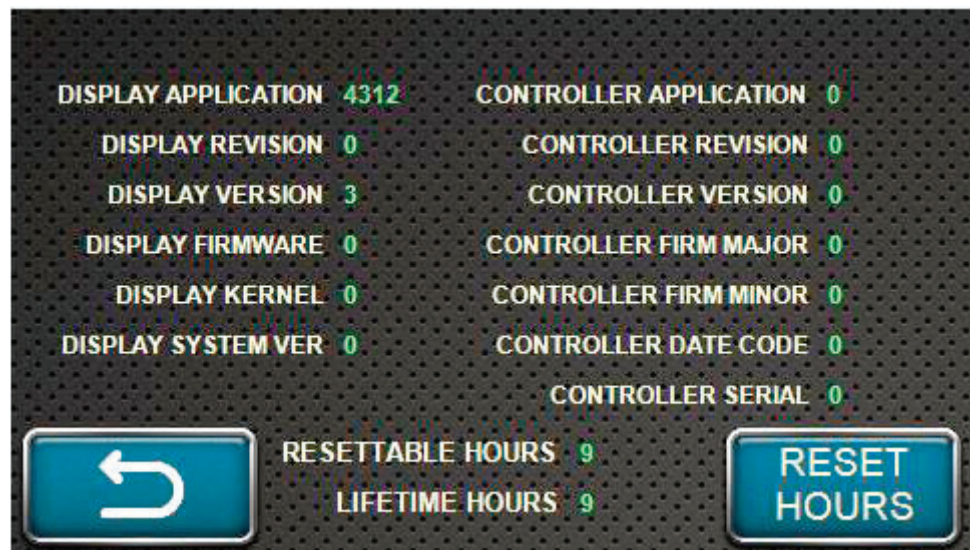 DISPLAY APPLICATION 4312
DISPLAY REVISION 0
DISPLAY VERSION 3
DISPLAY FIRMWARE 0
DISPLAY KERNEL 0
DISPLAY SYSTEM VER 0
CONTROLLER APPLICATION 0
CONTROLLER REVISION 0
CONTROLLER VERSION 0
CONTROLLER FIRM MAJOR 0
CONTROLLER FIRM MINOR 0
CONTROLLER DATE CODE 0
CONTROLLER SERIAL 0
RESETTABLE HOURS 9
LIFETIME HOURS 9
RESET
HOURS